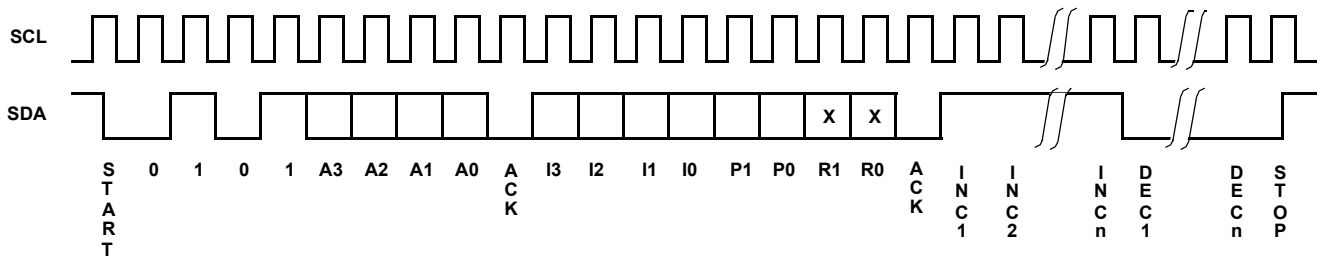 SCL
SDA
X X
START 0 1 0 1 A3 A2 A1 A0 ACK I3 I2 I1 I0 P1 P0 R1 R0 ACK INC1 INC2 INCn DEC1 DECn STOP